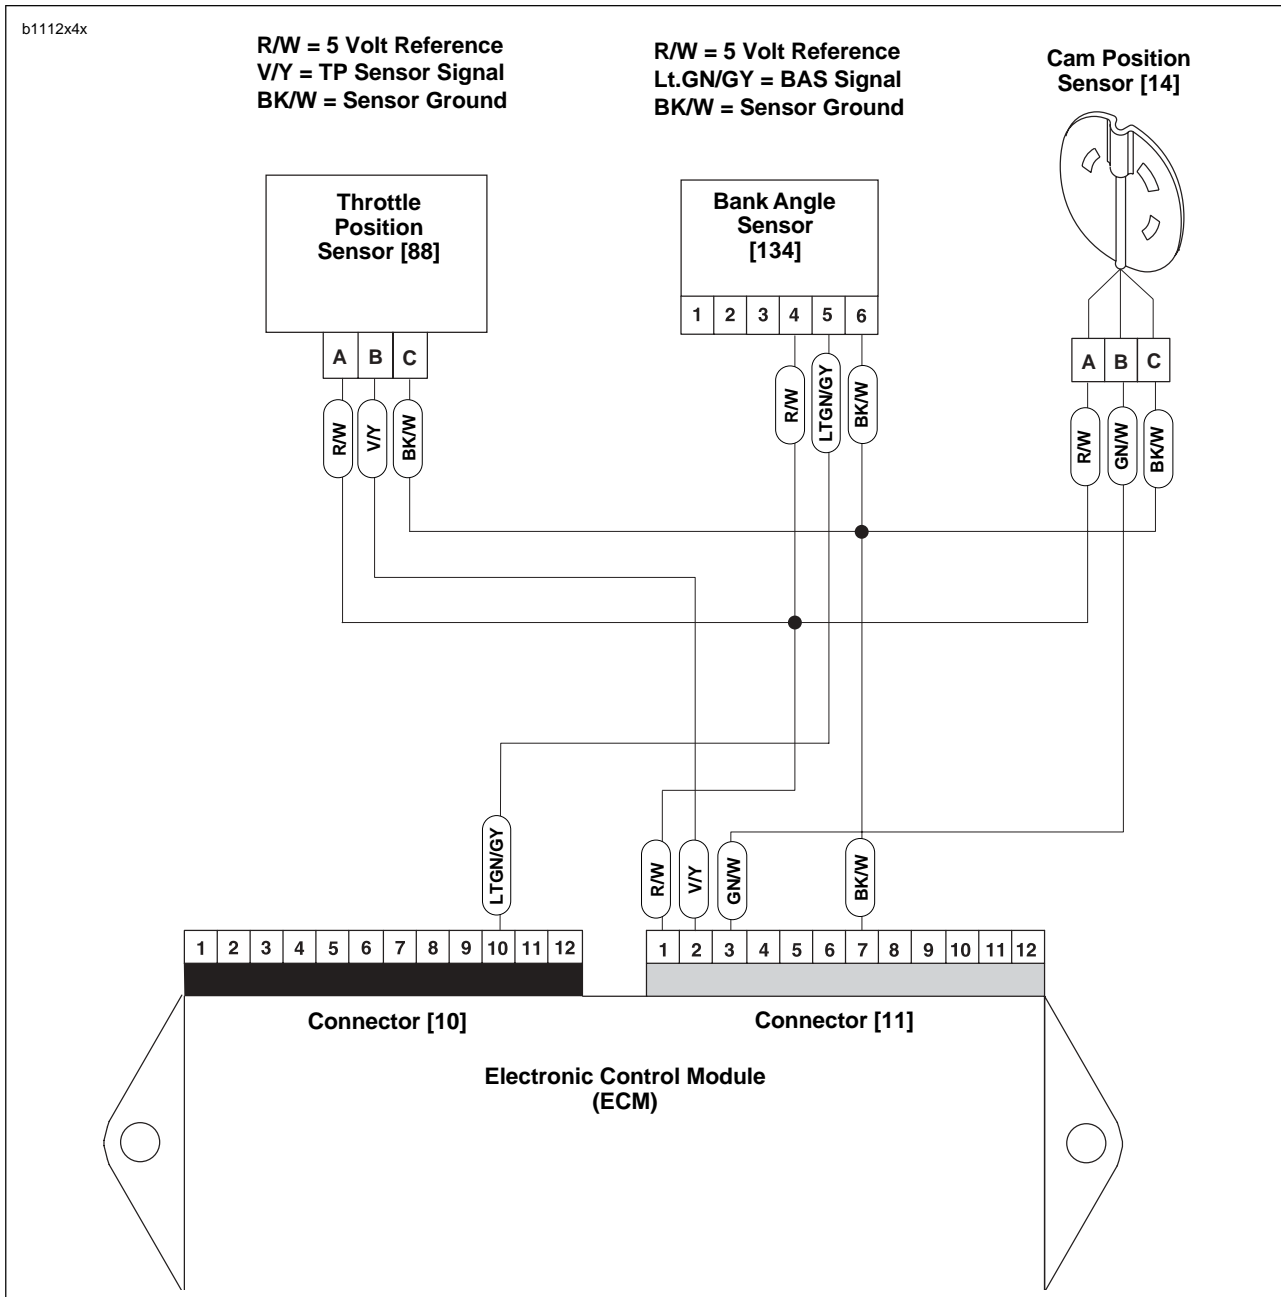 b1112x4x
R/W = 5 Volt Reference
V/Y = TP Sensor Signal
BK/W = Sensor Ground
R/W = 5 Volt Reference
Lt.GN/GY = BAS Signal
BK/W = Sensor Ground
Cam Position
Sensor [14]
Throttle
Position
Sensor [88]
A B C
R/W V/Y BK/W
Bank Angle
Sensor
[134]
1 2 3 4 5 6
R/W LTGN/GY BK/W
A B C
R/W GN/W BK/W
LTGN/GY
R/W V/Y GN/W BK/W
1 2 3 4 5 6 7 8 9 10 11 12
1 2 3 4 5 6 7 8 9 10 11 12
Connector [10]
Connector [11]
Electronic Control Module
(ECM)